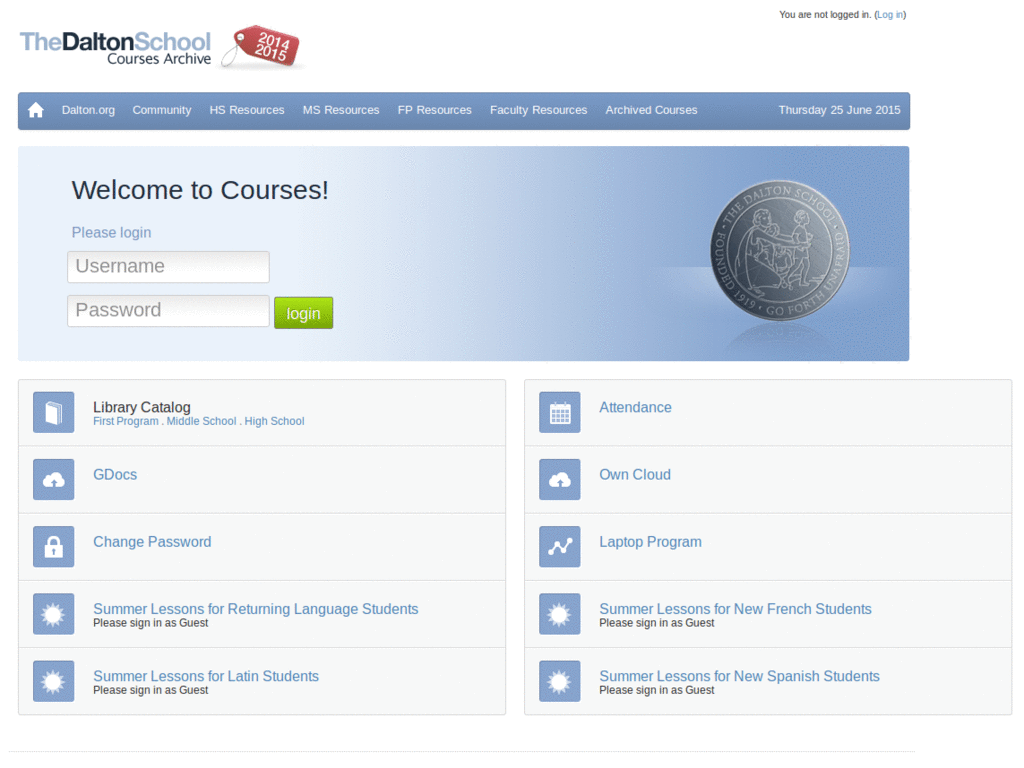 You are not logged in. (Log in)
TheDaltonSchool
Courses Archive
2014
2015
Dalton.org Community HS Resources MS Resources FP Resources Faculty Resources Archived Courses Thursday 25 June 2015
Welcome to Courses!
Please login
Username
Password
login
· THE DALTON SCHOOL · GO FORTH UNAFRAID · FOUNDED 1919
Library Catalog
First Program . Middle School . High School
Attendance
GDocs
Own Cloud
Change Password
Laptop Program
Summer Lessons for Returning Language Students
Please sign in as Guest
Summer Lessons for New French Students
Please sign in as Guest
Summer Lessons for Latin Students
Please sign in as Guest
Summer Lessons for New Spanish Students
Please sign in as Guest